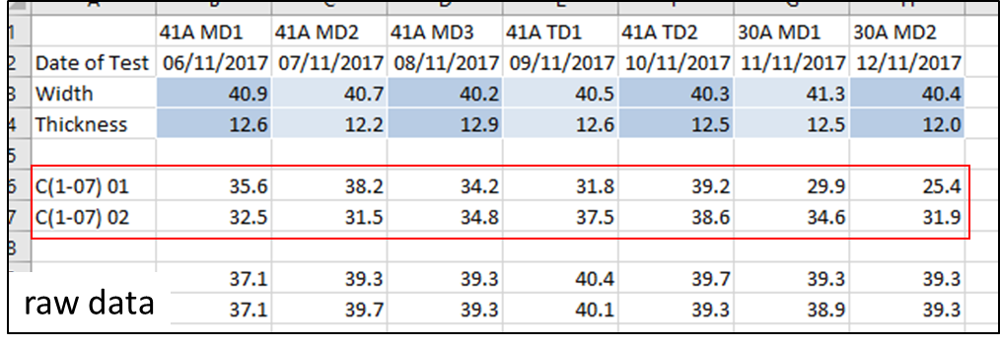 1 41A MD1 41A MD2 41A MD3 41A TD1 41A TD2 30A MD1 30A MD2
2 Date of Test 06/11/2017 07/11/2017 08/11/2017 09/11/2017 10/11/2017 11/11/2017 12/11/2017
3 Width 40.9 40.7 40.2 40.5 40.3 41.3 40.4
4 Thickness 12.6 12.2 12.9 12.6 12.5 12.5 12.0
5
6 C(1-07) 01 35.6 38.2 34.2 31.8 39.2 29.9 25.4
7 C(1-07) 02 32.5 31.5 34.8 37.5 38.6 34.6 31.9
8
37.1 39.3 39.3 40.4 39.7 39.3 39.3
raw data 37.1 39.7 39.3 40.1 39.3 38.9 39.3